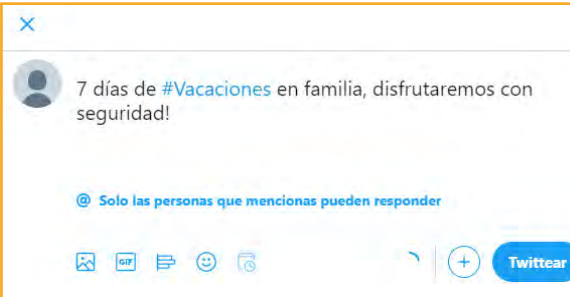 7 días de #Vacaciones en familia, disfrutaremos con
seguridad!
@ Solo las personas que mencionas pueden responder
GIF
Twittear